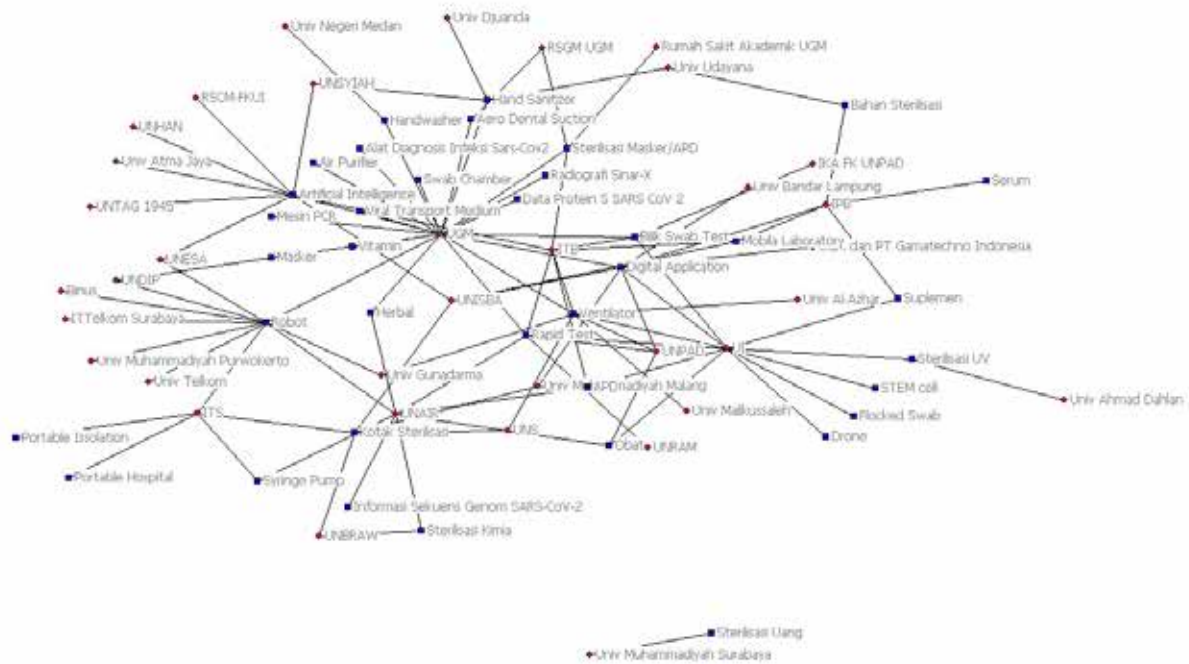 Univ Negeri Medan
Univ Djuanda
RSGM UGM
Rumah Sakit Akademik UGM
Univ Udayana
UNSYIAH
RSCM-FKUI
Hand Sanitizer
Bahan Sterilisasi
Handwasher
Aero Dental Suction
UNHAN
Alat Diagnosis Infeksi Sars-Cov2
Sterilisasi Masker/APD
Univ Atma Jaya
Air Purifier
IKA FK UNPAD
Swab Chamber
Radiografi Sinar-X
Univ Bandar Lampung
Serum
Artificial Intelligence
Data Protein S SARS CoV 2
UNTAG 1945
Viral Transport Medium
IPB
Mesin PCR
UGM
Swab Test
Mobile Laboratory
dan PT Gamatechno Indonesia
Vitamin
ITB
UNESA
Masker
Digital Application
UNDIP
Binus
UNISBA
Univ Al Azhar
Suplemen
Herbal
Ventilator
ITTelkom Surabaya
Robot
Rapid Test
UNPAD
UI
Univ Muhammadiyah Purwokerto
Sterilisasi UV
Univ Gunadarma
Univ Telkom
APD
nadiyah Malang
STEM cell
Univ Ahmad Dahlan
ITS
UNAIR
Univ Malikussaleh
Flocked Swab
Portable Issolation
Kotak Sterilisasi
UNS
Drone
Obat
UNRAM
Portable Hospital
Syringe Pump
Informasi Sekuens Genom SARS-CoV-2
UNBRAW
Sterilisasi Kimia
Sterilisasi Uang
Univ Muhammadiyah Surabaya